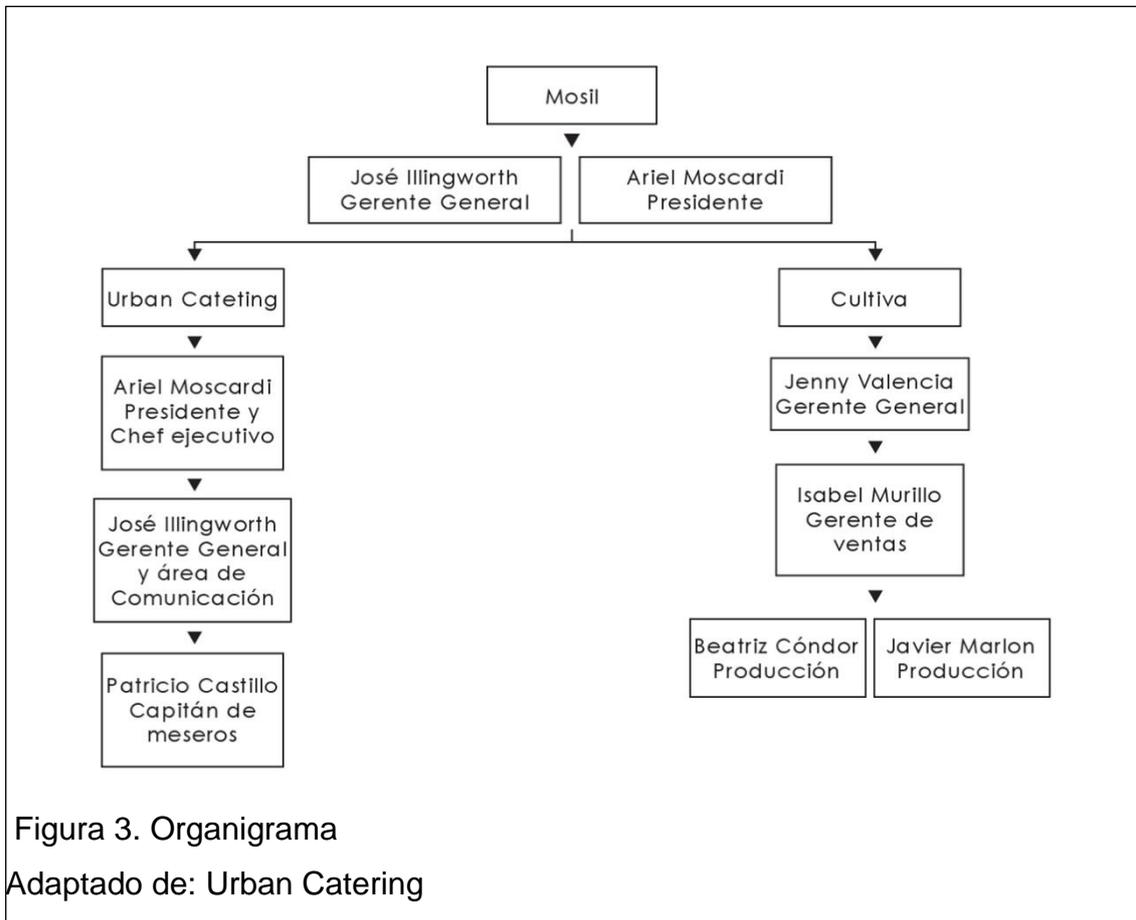 Mosil
José Illingworth
Gerente General
Ariel Moscardi
Presidente
Urban Cateting
Ariel Moscardi
Presidente y
Chef ejecutivo
José Illingworth
Gerente General
y área de
Comunicación
Patricio Castillo
Capitán de
meseros
Cultiva
Jenny Valencia
Gerente General
Isabel Murillo
Gerente de
ventas
Beatriz Cóndor
Producción
Javier Marlon
Producción
Figura 3. Organigrama
Adaptado de: Urban Catering